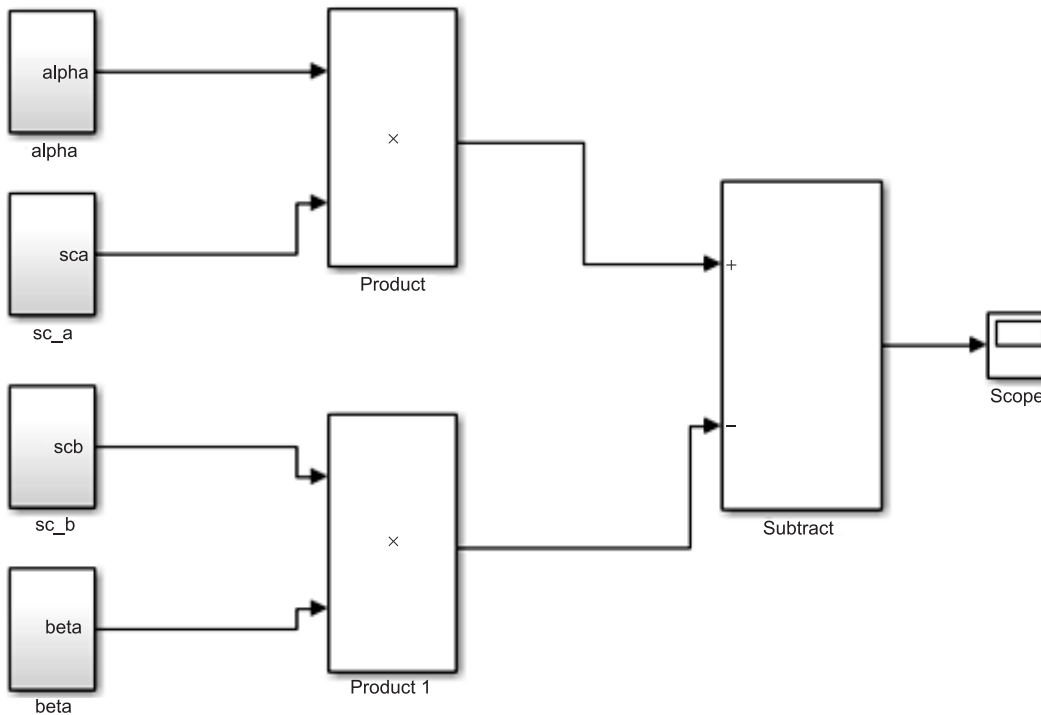 alpha
alpha
×
Product
sca
sc_a
+
−
Subtract
Scope
scb
sc_b
×
Product 1
beta
beta